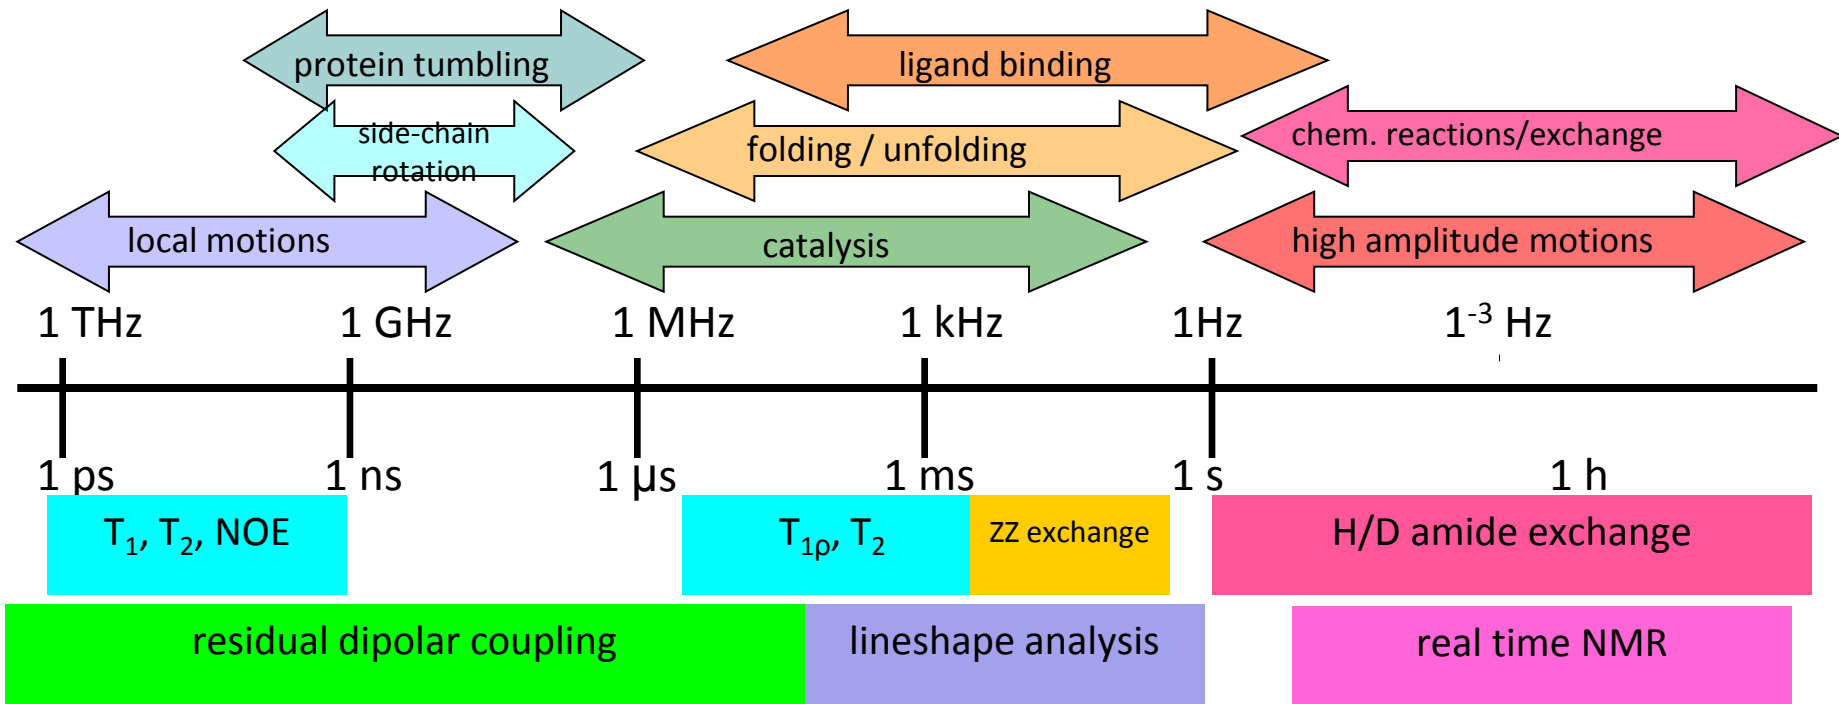 protein tumbling
ligand binding
side-chain
rotation
folding / unfolding
chem. reactions/exchange
local motions
catalysis
high amplitude motions
1 THz 1 GHz 1 MHz 1 kHz 1Hz 1⁻³ Hz
1 ps 1 ns 1 µs 1 ms 1 s 1 h
T₁, T₂, NOE
T₁ρ, T₂
ZZ exchange
H/D amide exchange
residual dipolar coupling
lineshape analysis
real time NMR